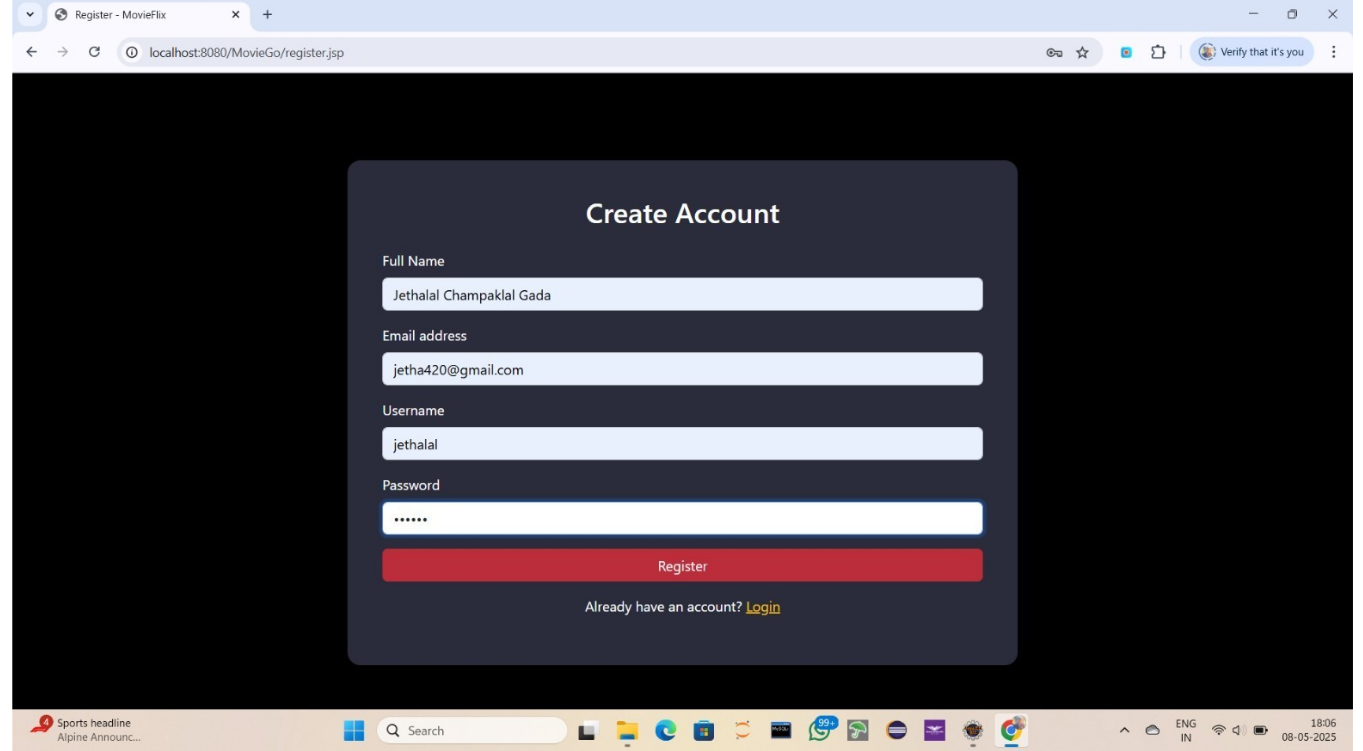 Register - MovieFlix
localhost:8080/MovieGo/register.jsp
Verify that it's you
Create Account
Full Name
Jethalal Champaklal Gada
Email address
jetha420@gmail.com
Username
jethalal
Password
••••••
Register
Already have an account? Login
4
Sports headline
Alpine Announc...
Search
99+
ENG
IN
18:06
08-05-2025